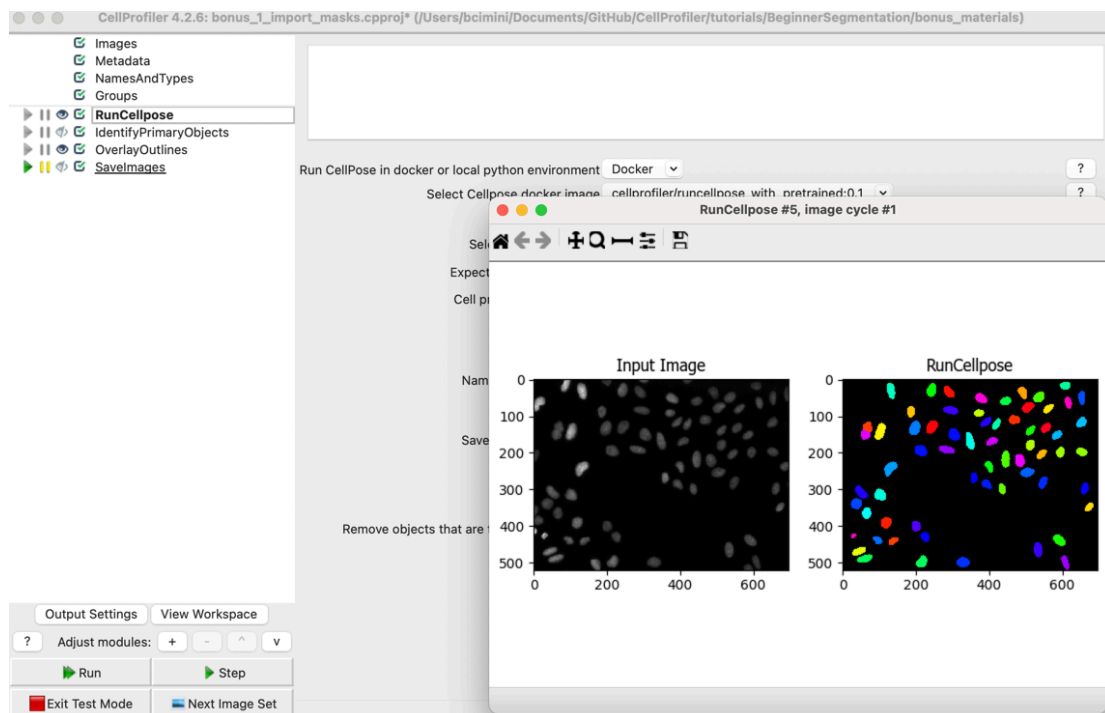 CellProfiler 4.2.6: bonus_1_import_masks.cpproj* (/Users/bcimini/Documents/GitHub/CellProfiler/tutorials/BeginnerSegmentation/bonus_materials)
Images
Metadata
NamesAndTypes
Groups
RunCellpose
IdentifyPrimaryObjects
OverlayOutlines
SaveImages
Run CellPose in docker or local python environment Docker ?
Select Cellpose docker image cellprofiler/runcellpose_with_pretrained:0.1 ?
RunCellpose #5, image cycle #1
Sele
Expect
Cell pr
Nam
Save
Remove objects that are
Input Image
0
100
200
300
400
500
0 200 400 600
RunCellpose
0
100
200
300
400
500
0 200 400 600
Output Settings View Workspace
? Adjust modules: + - ^ v
Run Step
Exit Test Mode Next Image Set